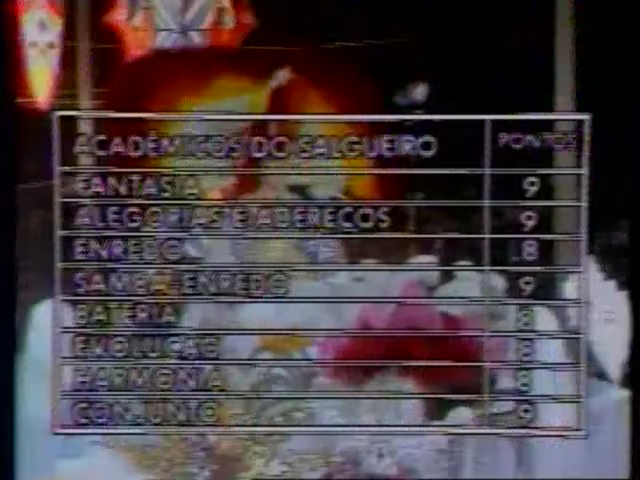 ACADÊMICOS DO SALGUEIRO PONTOS
FANTASIA 9
ALEGORIAS E ADEREÇOS 9
ENREDO 8
SAMBA-ENREDO 9
BATERIA 8
EVOLUÇÃO 8
HARMONIA 8
CONJUNTO 9